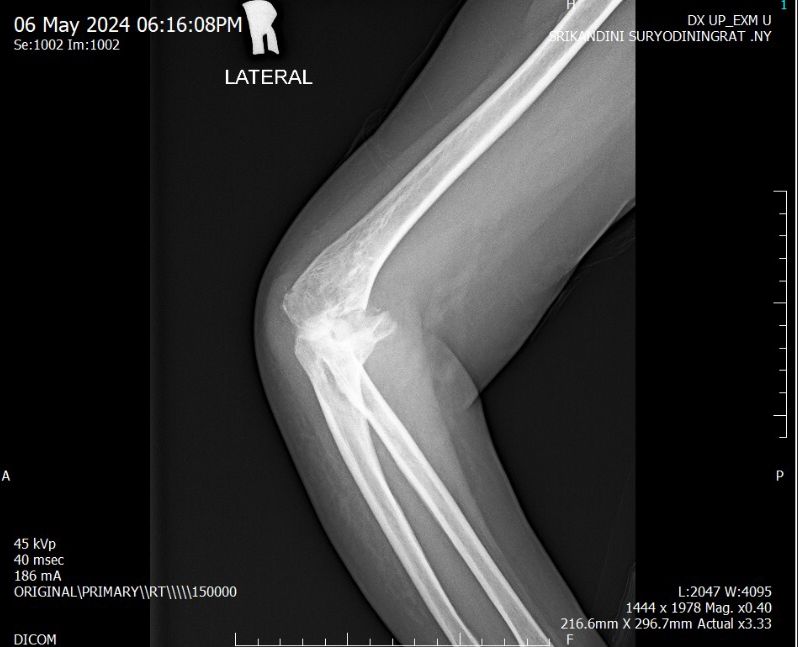 06 May 2024 06:16:08PM
Se:1002 Im:1002
LATERAL
R
H
1
DX UP_EXM U
SRIKANDINI SURYODININGRAT .NY
A
P
45 kVp
40 msec
186 mA
ORIGINAL\PRIMARY\\RT\\\\\150000
DICOM
L:2047 W:4095
1444 x 1978 Mag. x0.40
216.6mm X 296.7mm Actual x3.33
F